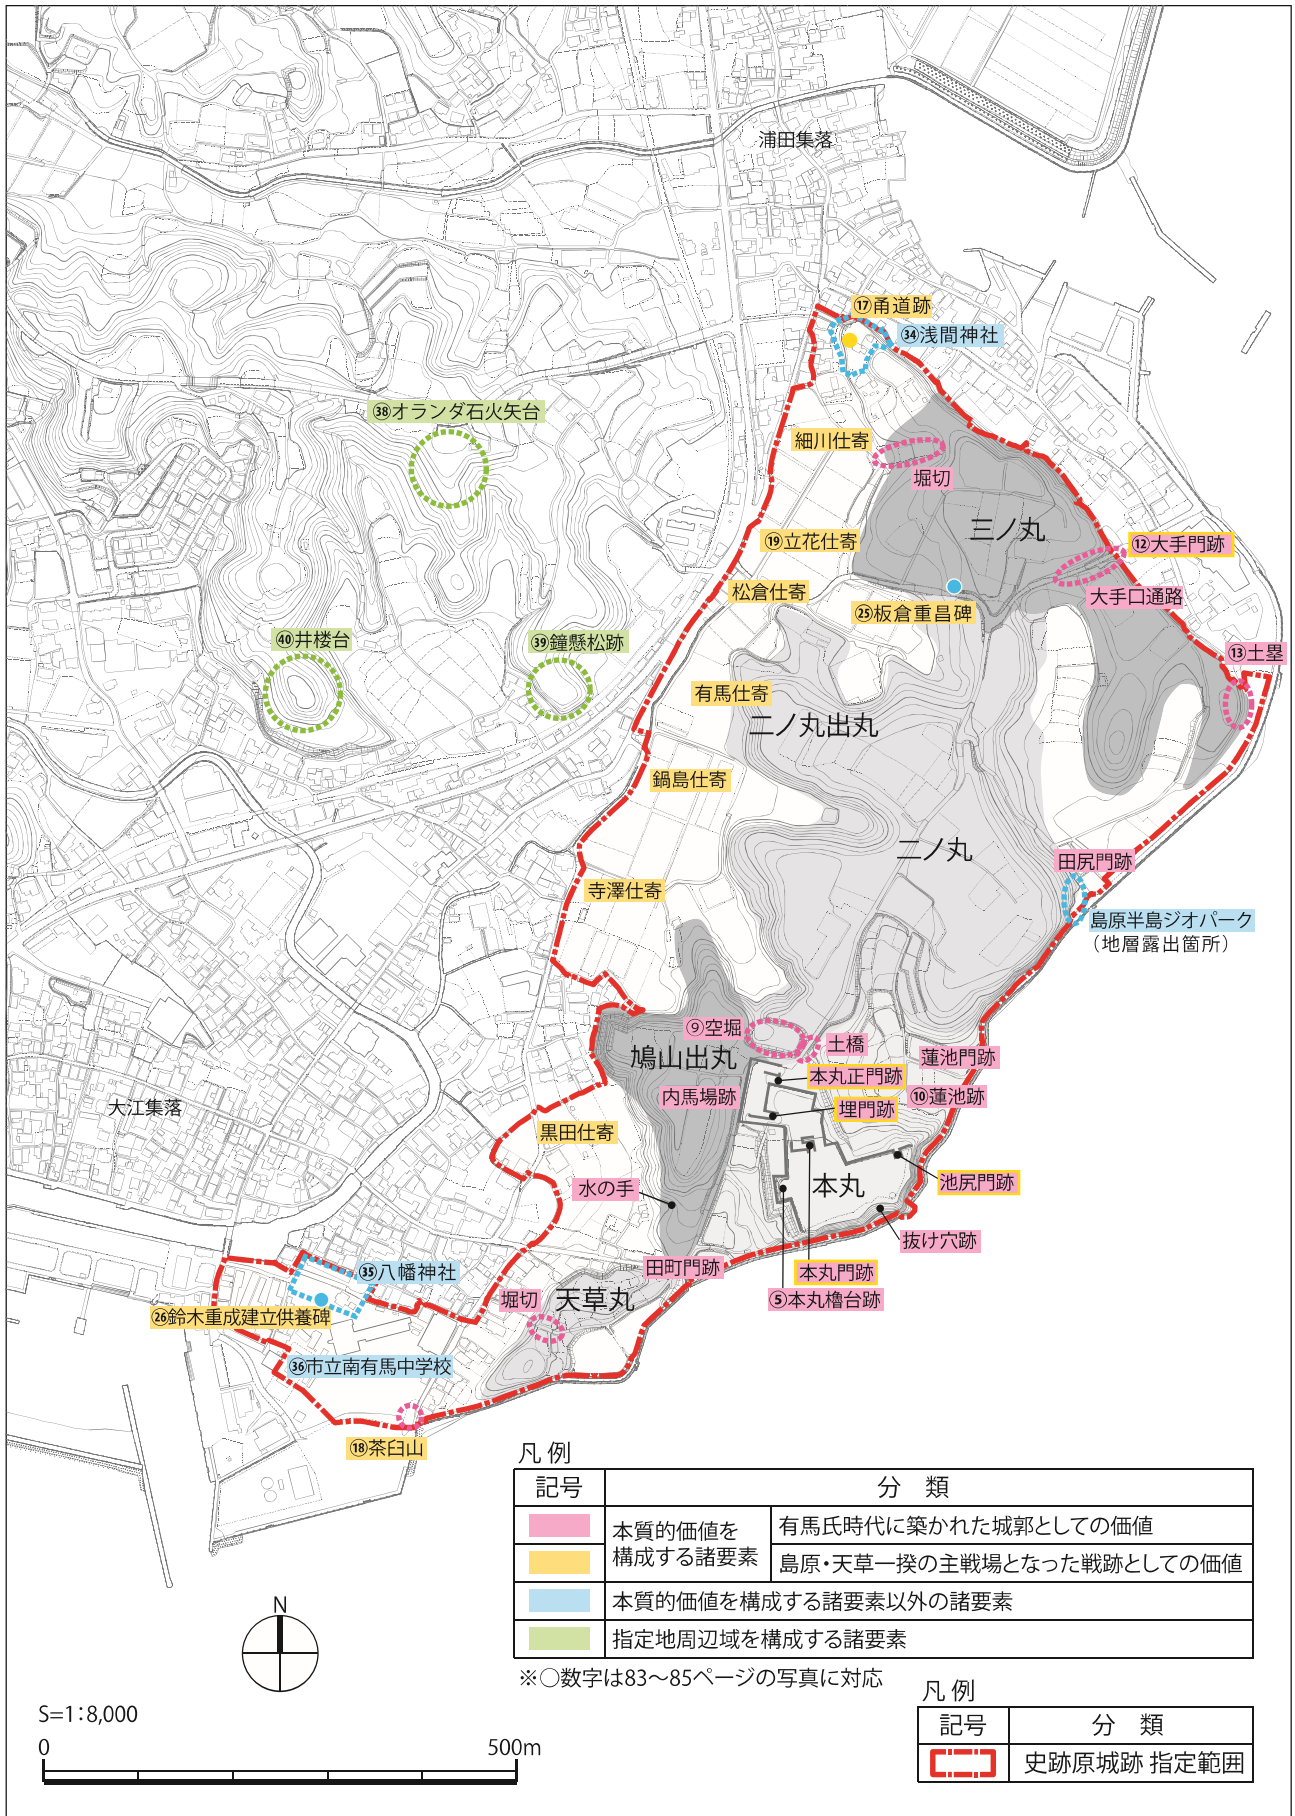 浦田集落
⑰甬道跡
㉞浅間神社
㊳オランダ石火矢台
細川仕寄
堀切
三ノ丸
⑲立花仕寄
⑫大手門跡
松倉仕寄
大手口通路
㉕板倉重昌碑
㊵井楼台
㊴鐘懸松跡
⑬土塁
有馬仕寄
二ノ丸出丸
鍋島仕寄
二ノ丸
田尻門跡
寺澤仕寄
島原半島ジオパーク
（地層露出箇所）
⑨空堀
土橋
鳩山出丸
蓮池門跡
本丸正門跡
内馬場跡
⑩蓮池跡
大江集落
埋門跡
黒田仕寄
水の手
本丸
池尻門跡
抜け穴跡
田町門跡
本丸門跡
㉟八幡神社
堀切
天草丸
⑤本丸櫓台跡
㉖鈴木重成建立供養碑
㊱市立南有馬中学校
⑱茶臼山
凡 例
記号 分 類
本質的価値を
構成する諸要素
有馬氏時代に築かれた城郭としての価値
島原・天草一揆の主戦場となった戦跡としての価値
本質的価値を構成する諸要素以外の諸要素
指定地周辺域を構成する諸要素
※○数字は83～85ページの写真に対応
凡 例
記号 分 類
史跡原城跡 指定範囲
N
S=1：8,000
0 500m